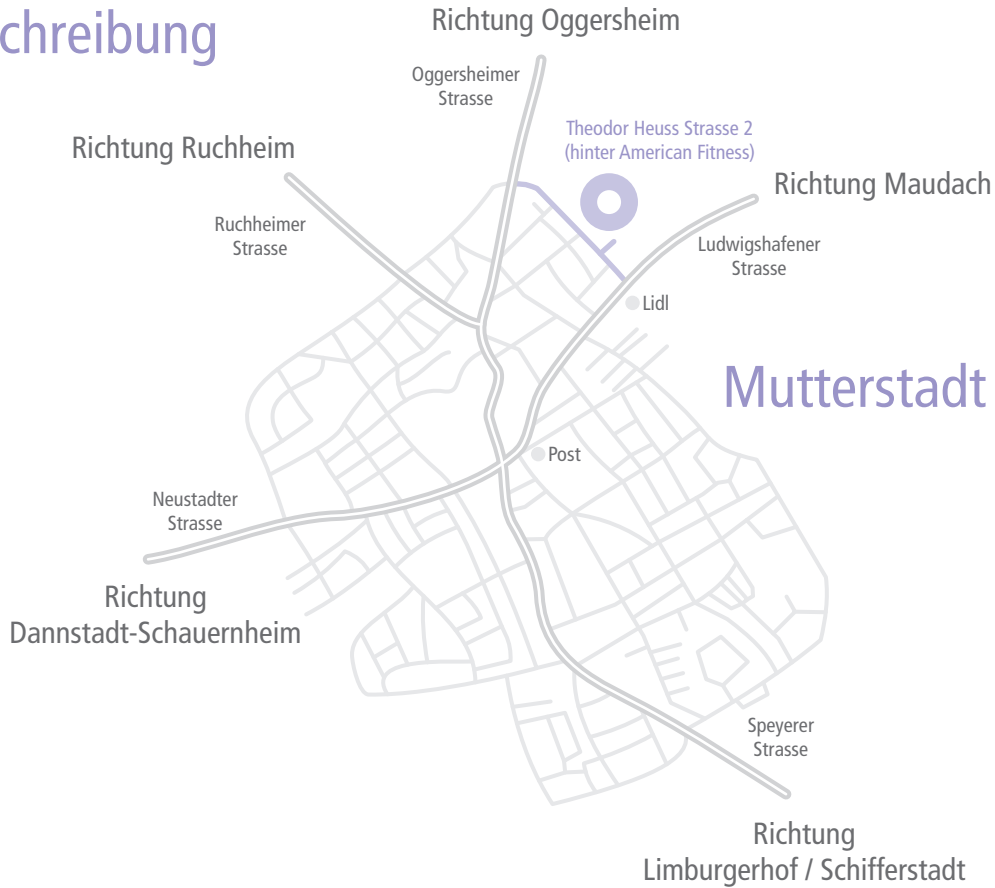 chreibung
Richtung Oggersheim
Oggersheimer
Strasse
Theodor Heuss Strasse 2
(hinter American Fitness)
Richtung Ruchheim
Richtung Maudach
Ruchheimer
Strasse
Ludwigshafener
Strasse
Lidl
Mutterstadt
Post
Neustadter
Strasse
Richtung
Dannstadt-Schauernheim
Speyerer
Strasse
Richtung
Limburgerhof / Schifferstadt